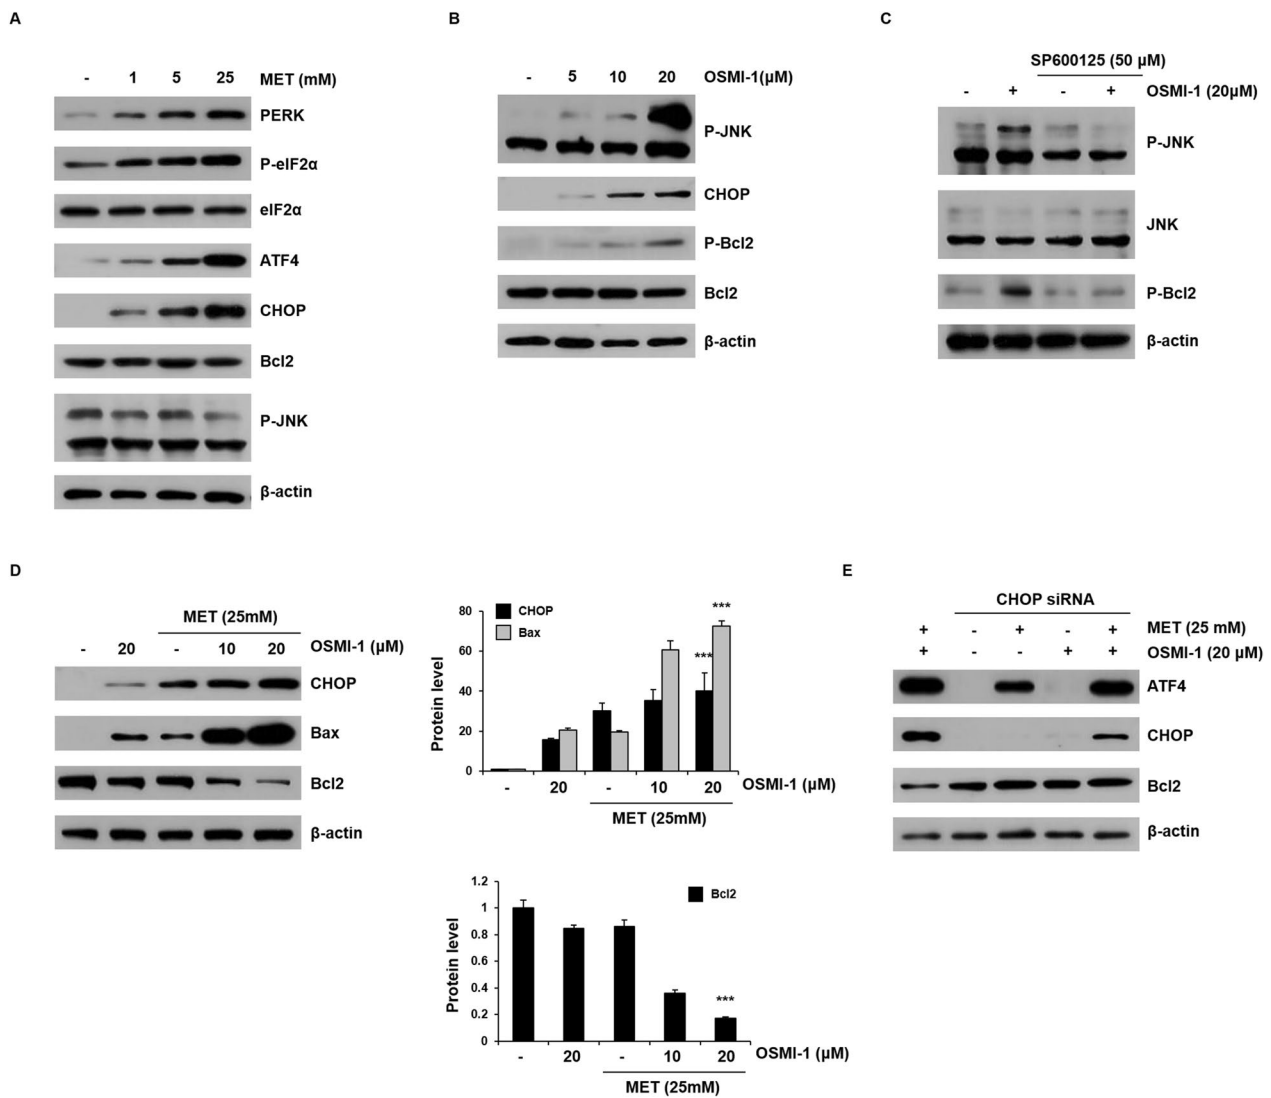 A
- 1 5 25 MET (mM)
PERK
P-eIF2α
eIF2α
ATF4
CHOP
Bcl2
P-JNK
β-actin
B
- 5 10 20 OSMI-1(μM)
P-JNK
CHOP
P-Bcl2
Bcl2
β-actin
C
SP600125 (50 μM)
- + - + OSMI-1 (20μM)
P-JNK
JNK
P-Bcl2
β-actin
D
MET (25mM)
- 20 - 10 20 OSMI-1 (μM)
CHOP
Bax
Bcl2
β-actin
CHOP
Bax
Protein level
80
60
40
20
0
***
***
- 20 - 10 20 OSMI-1 (μM)
MET (25mM)
Bcl2
Protein level
1.2
1
0.8
0.6
0.4
0.2
0
***
- 20 - 10 20 OSMI-1 (μM)
MET (25mM)
E
CHOP siRNA
+ - + - + MET (25 mM)
+ - - + + OSMI-1 (20 μM)
ATF4
CHOP
Bcl2
β-actin